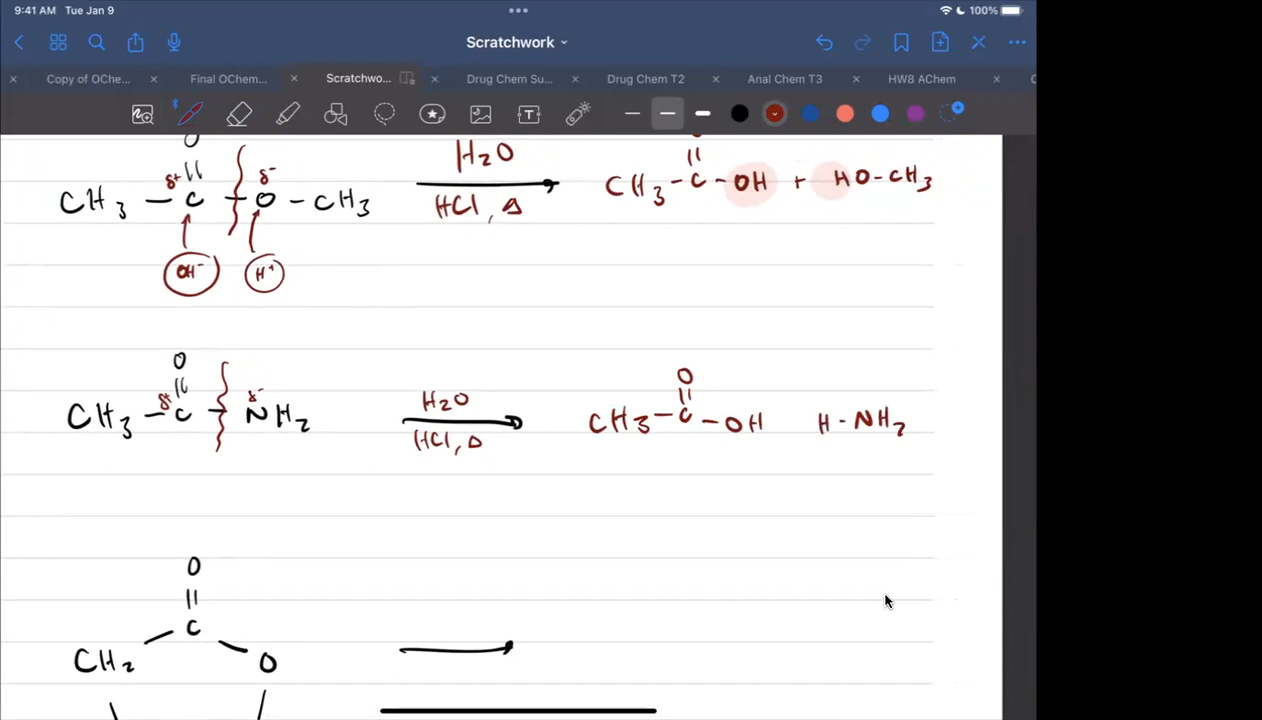 9:41 AM Tue Jan 9
100%
Scratchwork
Copy of OChe...
Final OChem...
Scratchwo...
Drug Chem Su...
Drug Chem T2
Anal Chem T3
HW8 AChem
O
CH3 – C – O – CH3
δ+ δ-
OH- H+
H2O
HCl, Δ
CH3 – C – OH + HO – CH3
O
CH3 – C – NH2
δ+ δ-
H2O
HCl, Δ
O
CH3 – C – OH H – NH2
O
C
CH2 O